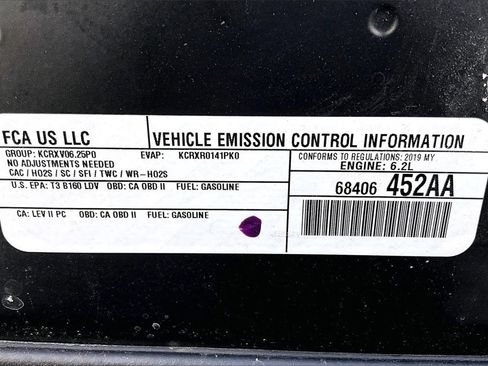 FCA US LLC
VEHICLE EMISSION CONTROL INFORMATION
GROUP: KCRXV06.25P0 EVAP: KCRXR0141PK0
NO ADJUSTMENTS NEEDED
CAC / HO2S / SC / SFI / TWC / WR-HO2S
U.S. EPA: T3 B160 LDV OBD: CA OBD II FUEL: GASOLINE
CA: LEV II PC OBD: CA OBD II FUEL: GASOLINE
CONFORMS TO REGULATIONS: 2019 MY
ENGINE: 6.2L
68406 452AA